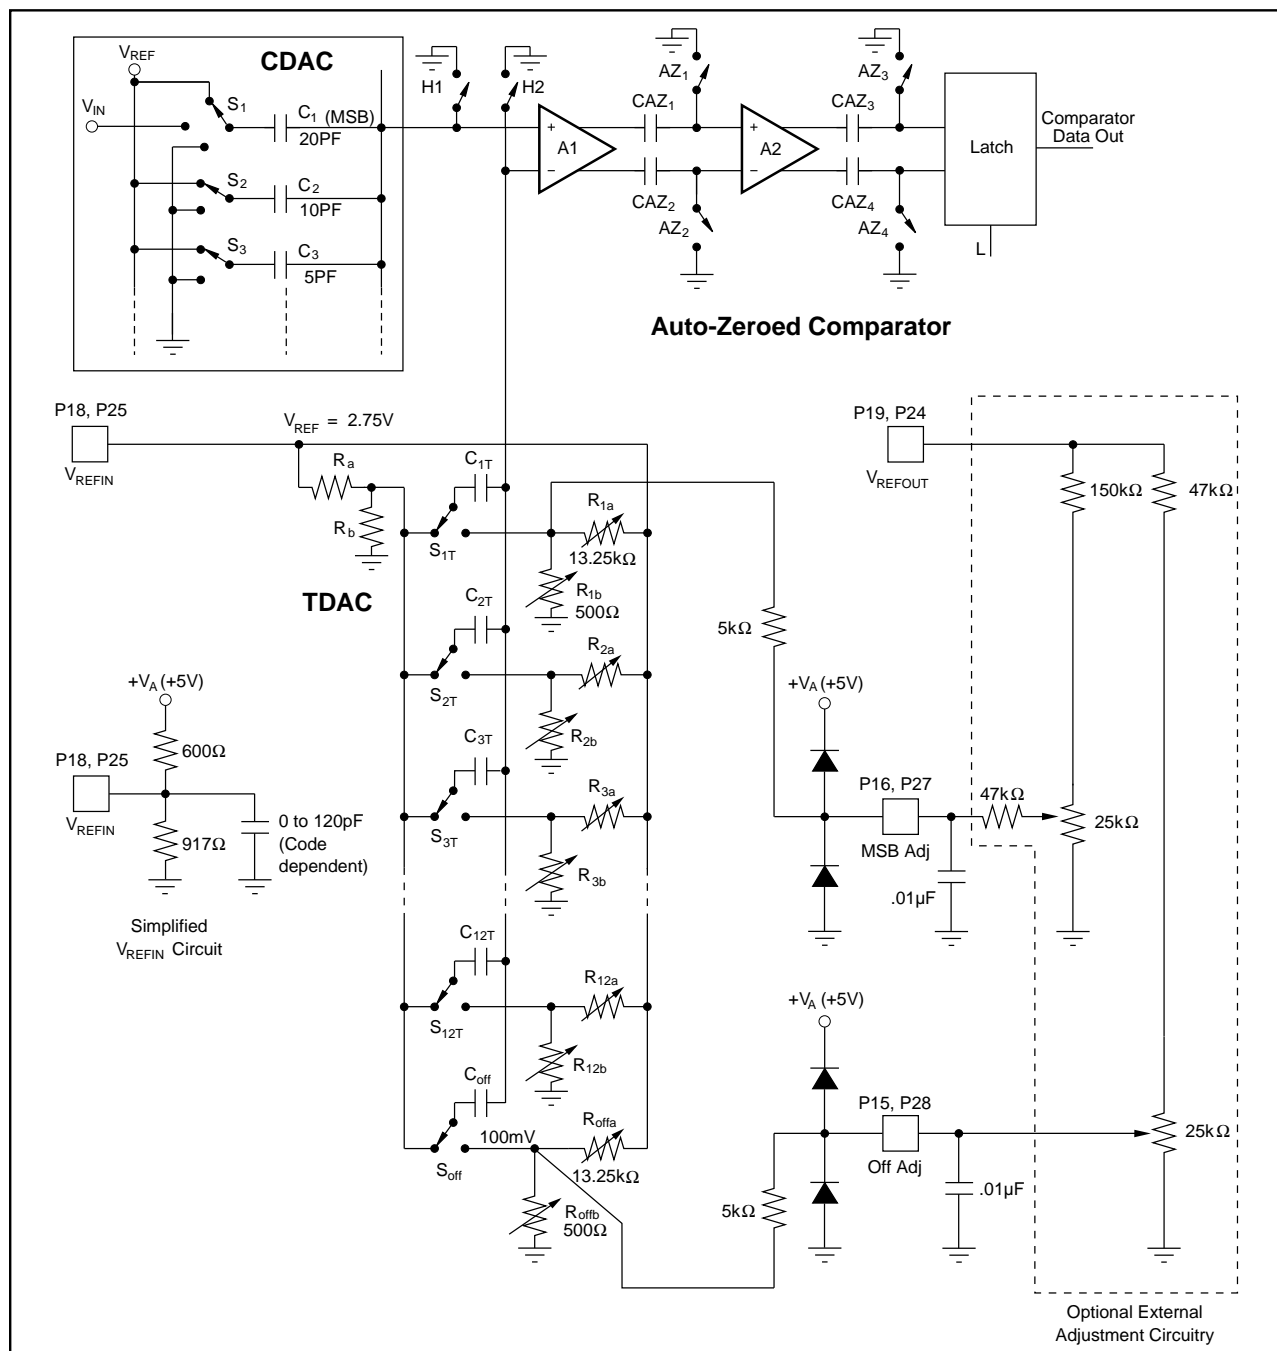 CDAC
VREF
VIN
S1
C1 (MSB)
20PF
S2
C2
10PF
S3
C3
5PF
H1
H2
A1
+
−
CAZ1
CAZ2
AZ1
AZ2
A2
+
−
CAZ3
CAZ4
AZ3
AZ4
Latch
L
Comparator
Data Out
Auto-Zeroed Comparator
P18, P25
VREFIN
VREF = 2.75V
Ra
Rb
C1T
S1T
R1a
13.25kΩ
R1b
500Ω
TDAC
C2T
S2T
R2a
R2b
C3T
S3T
R3a
R3b
C12T
S12T
R12a
R12b
Coff
Soff
100mV
Roffa
13.25kΩ
Roffb
500Ω
+VA (+5V)
600Ω
P18, P25
VREFIN
917Ω
0 to 120pF
(Code
dependent)
Simplified
VREFIN Circuit
P19, P24
VREFOUT
150kΩ
47kΩ
5kΩ
+VA (+5V)
P16, P27
MSB Adj
47kΩ
25kΩ
.01µF
+VA (+5V)
P15, P28
Off Adj
5kΩ
.01µF
25kΩ
Optional External
Adjustment Circuitry